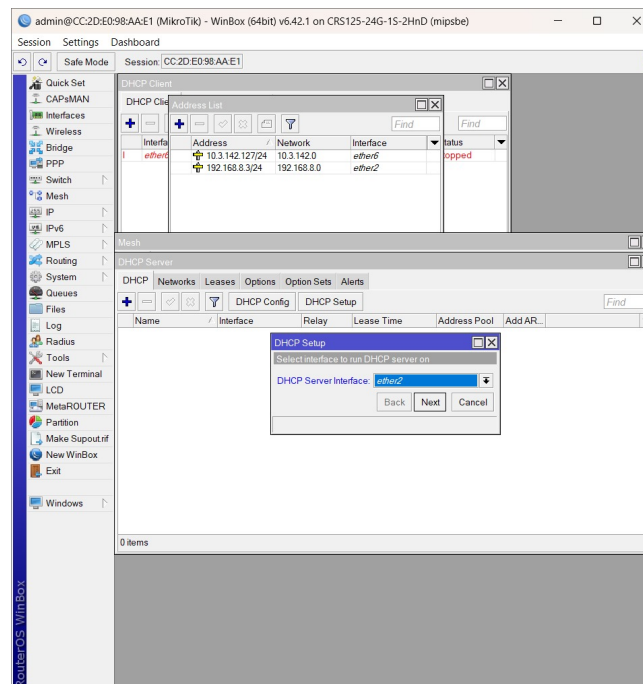 admin@CC:2D:E0:98:AA:E1 (MikroTik) - WinBox (64bit) v6.42.1 on CRS125-24G-1S-2HnD (mipsbe)
Session Settings Dashboard
Safe Mode Session: CC:2D:E0:98:AA:E1
Quick Set
CAPsMAN
Interfaces
Wireless
Bridge
PPP
Switch
Mesh
IP
IPv6
MPLS
Routing
System
Queues
Files
Log
Radius
Tools
New Terminal
LCD
MetaROUTER
Partition
Make Supout.rif
New WinBox
Exit
Windows
RouterOS WinBox
DHCP Client
DHCP Clie
Find
Interfa
tatus
I ether6
opped
Address List
Find
Address / Network Interface
10.3.142.127/24 10.3.142.0 ether6
192.168.8.3/24 192.168.8.0 ether2
Mesh
DHCP Server
DHCP Networks Leases Options Option Sets Alerts
DHCP Config DHCP Setup Find
Name / Interface Relay Lease Time Address Pool Add AR...
DHCP Setup
Select interface to run DHCP server on
DHCP Server Interface: ether2
Back Next Cancel
0 items